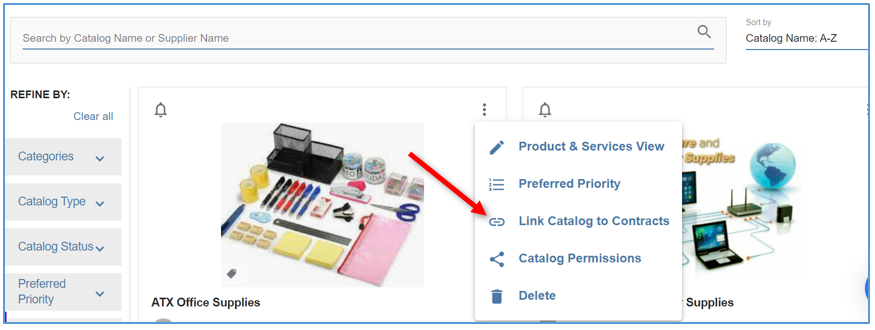 Search by Catalog Name or Supplier Name
Sort by
Catalog Name: A-Z
REFINE BY:
Clear all
Categories
Catalog Type
Catalog Status
Preferred
Priority
ATX Office Supplies
Product & Services View
Preferred Priority
Link Catalog to Contracts
Catalog Permissions
Delete
and
Supplies
Supplies